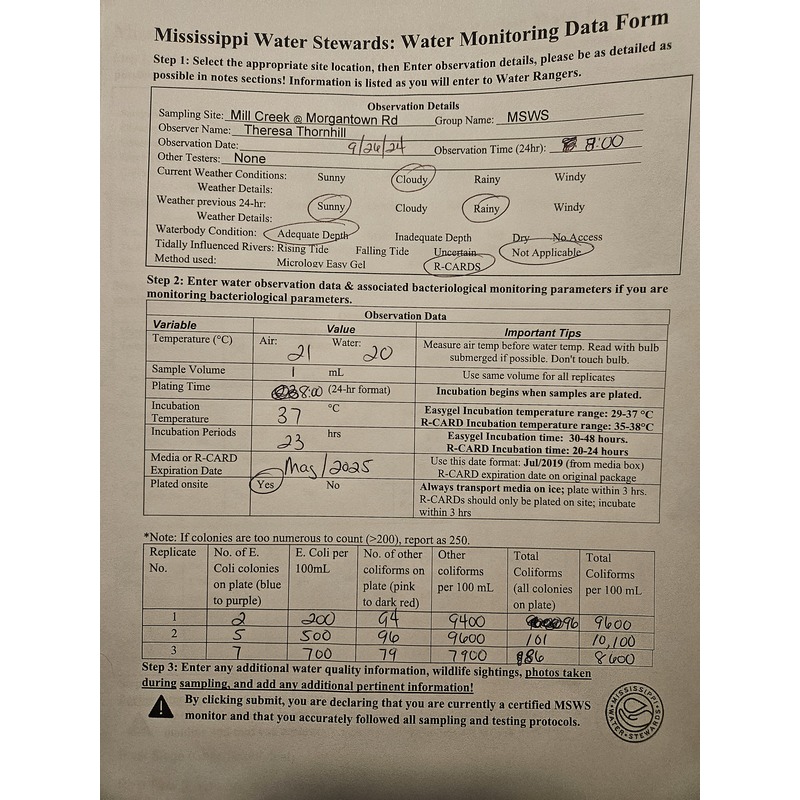 Mississippi Water Stewards: Water Monitoring Data Form
Step 1: Select the appropriate site location, then Enter observation details, please be as detailed as
possible in notes sections! Information is listed as you will enter to Water Rangers.
Observation Details
Sampling Site: Mill Creek @ Morgantown Rd Group Name: MSWS
Observer Name: Theresa Thornhill
Observation Date: 9/26/24 Observation Time (24hr): 8:00
Other Testers: None
Current Weather Conditions: Sunny Cloudy Rainy Windy
Weather Details:
Weather previous 24-hr: Sunny Cloudy Rainy Windy
Weather Details:
Waterbody Condition: Adequate Depth Inadequate Depth Dry No Access
Tidally Influenced Rivers: Rising Tide Falling Tide Uncertain Not Applicable
Method used: Micrology Easy Gel R-CARDS
Step 2: Enter water observation data & associated bacteriological monitoring parameters if you are
monitoring bacteriological parameters.
Observation Data
Variable Value Important Tips
Temperature (°C) Air: 21 Water: 20 Measure air temp before water temp. Read with bulb
submerged if possible. Don't touch bulb.
Sample Volume 1 mL Use same volume for all replicates
Plating Time 8:00 (24-hr format) Incubation begins when samples are plated.
Incubation 37 °C Easygel Incubation temperature range: 29-37 °C
Temperature R-CARD Incubation temperature range: 35-38°C
Incubation Periods 23 hrs Easygel Incubation time: 30-48 hours.
R-CARD Incubation time: 20-24 hours
Media or R-CARD May/2025 Use this date format: Jul/2019 (from media box)
Expiration Date R-CARD expiration date on original package
Plated onsite Yes No Always transport media on ice; plate within 3 hrs.
R-CARDs should only be plated on site; incubate
within 3 hrs
*Note: If colonies are too numerous to count (>200), report as 250.
Replicate No. of E. E. Coli per No. of other Other Total Total
No. Coli colonies 100mL coliforms on coliforms Coliforms Coliforms
on plate (blue plate (pink per 100 mL (all colonies per 100 mL
to purple) to dark red) on plate)
1 2 200 94 9400 96 9600
2 5 500 96 9600 101 10,100
3 7 700 79 7900 86 8600
Step 3: Enter any additional water quality information, wildlife sightings, photos taken
during sampling, and add any additional pertinent information!
By clicking submit, you are declaring that you are currently a certified MSWS
monitor and that you accurately followed all sampling and testing protocols.
MISSISSIPPI
WATER STEWARDS